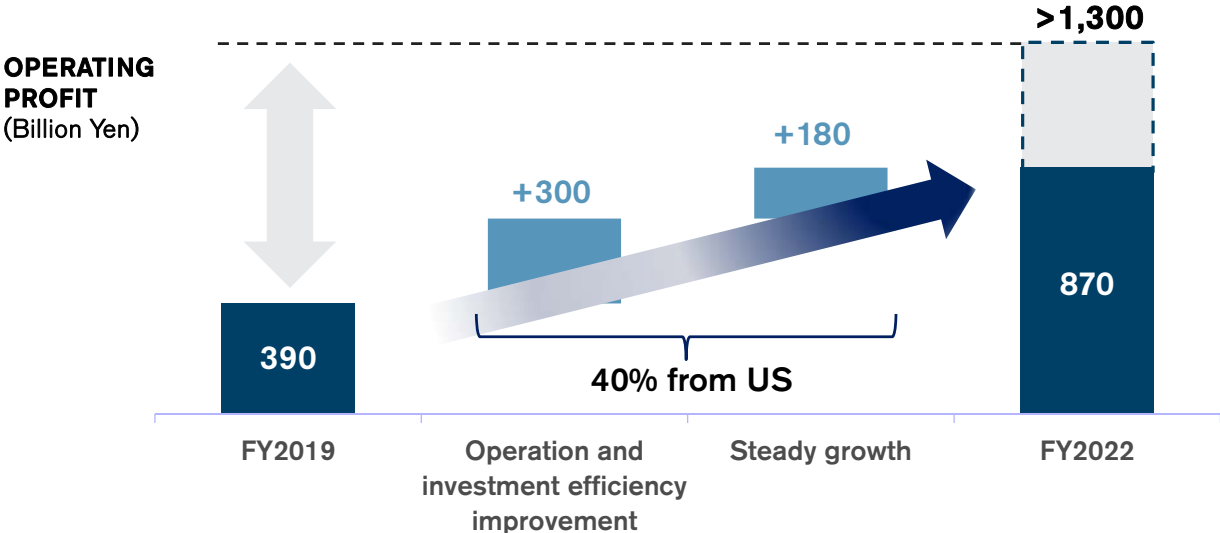 >1,300
OPERATING
PROFIT
(Billion Yen)
+180
+300
870
390
40% from US
FY2019
Operation and
investment efficiency
improvement
Steady growth
FY2022